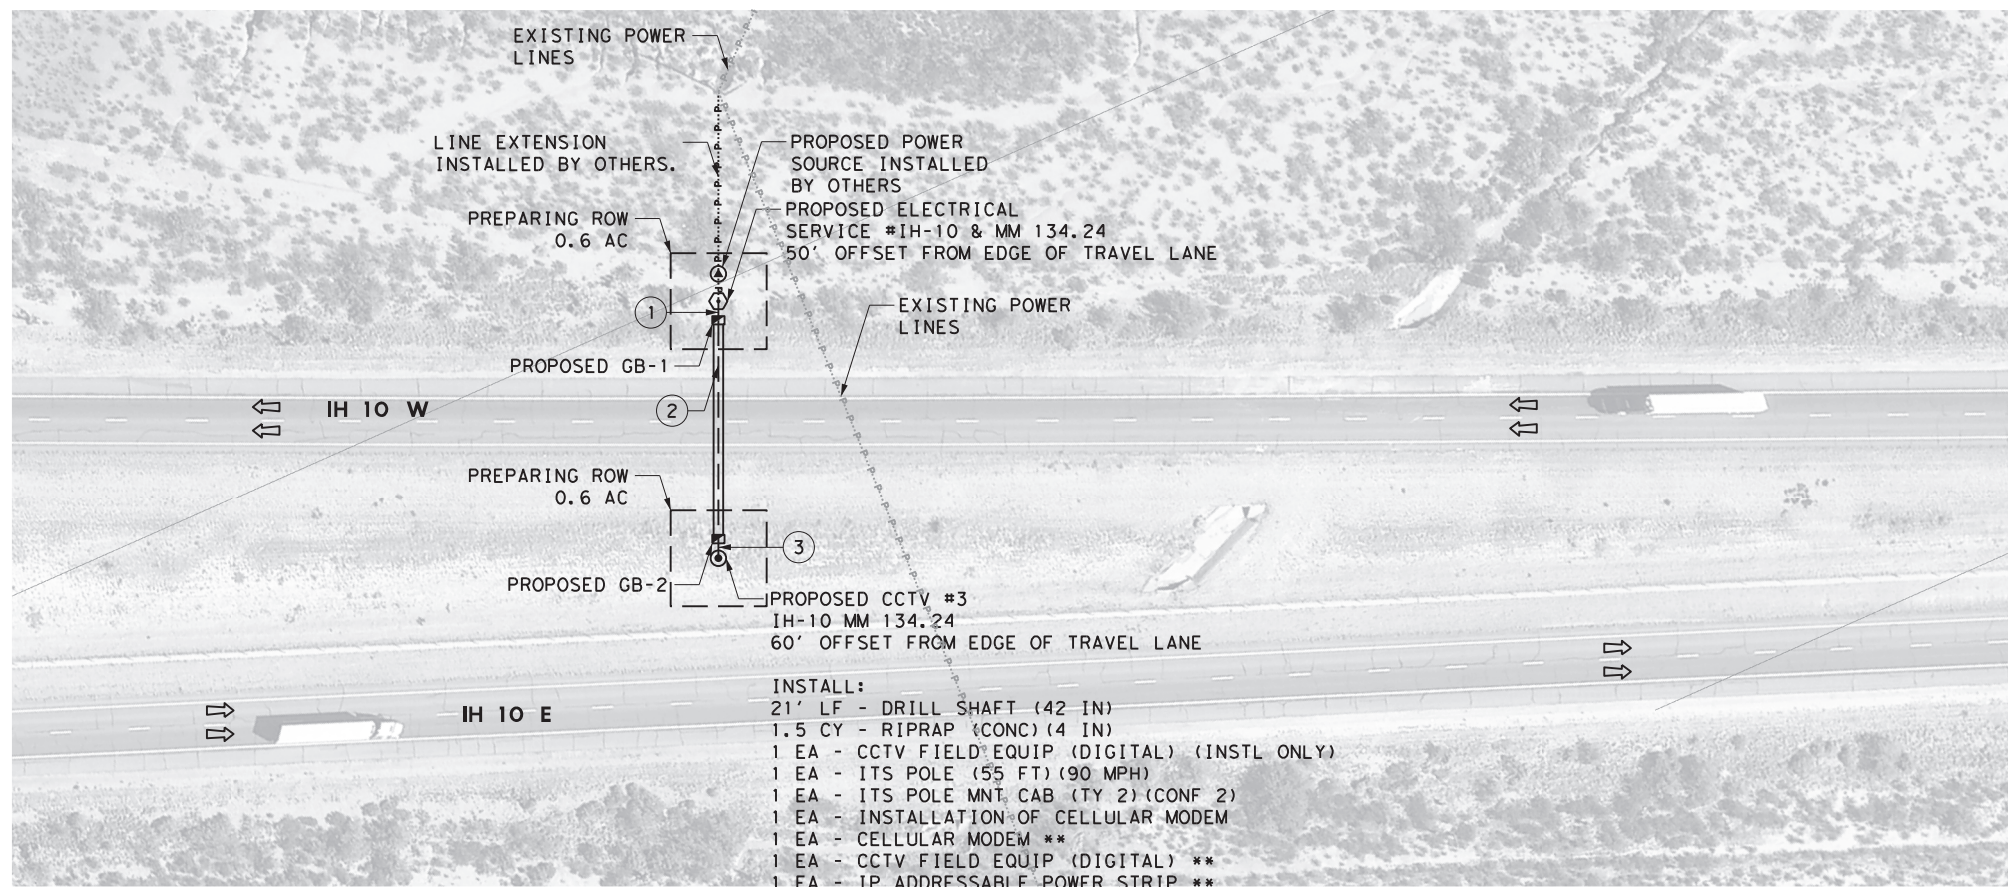 EXISTING POWER
LINES
LINE EXTENSION
INSTALLED BY OTHERS.
PROPOSED POWER
SOURCE INSTALLED
BY OTHERS
PREPARING ROW
0.6 AC
PROPOSED ELECTRICAL
SERVICE #IH-10 & MM 134.24
50' OFFSET FROM EDGE OF TRAVEL LANE
1
EXISTING POWER
LINES
PROPOSED GB-1
2
IH 10 W
PREPARING ROW
0.6 AC
3
PROPOSED GB-2
PROPOSED CCTV #3
IH-10 MM 134.24
60' OFFSET FROM EDGE OF TRAVEL LANE
IH 10 E
INSTALL:
21' LF - DRILL SHAFT (42 IN)
1.5 CY - RIPRAP (CONC)(4 IN)
1 EA - CCTV FIELD EQUIP (DIGITAL) (INSTL ONLY)
1 EA - ITS POLE (55 FT)(90 MPH)
1 EA - ITS POLE MNT CAB (TY 2)(CONF 2)
1 EA - INSTALLATION OF CELLULAR MODEM
1 EA - CELLULAR MODEM **
1 EA - CCTV FIELD EQUIP (DIGITAL) **
1 EA - IP ADDRESSABLE POWER STRIP **